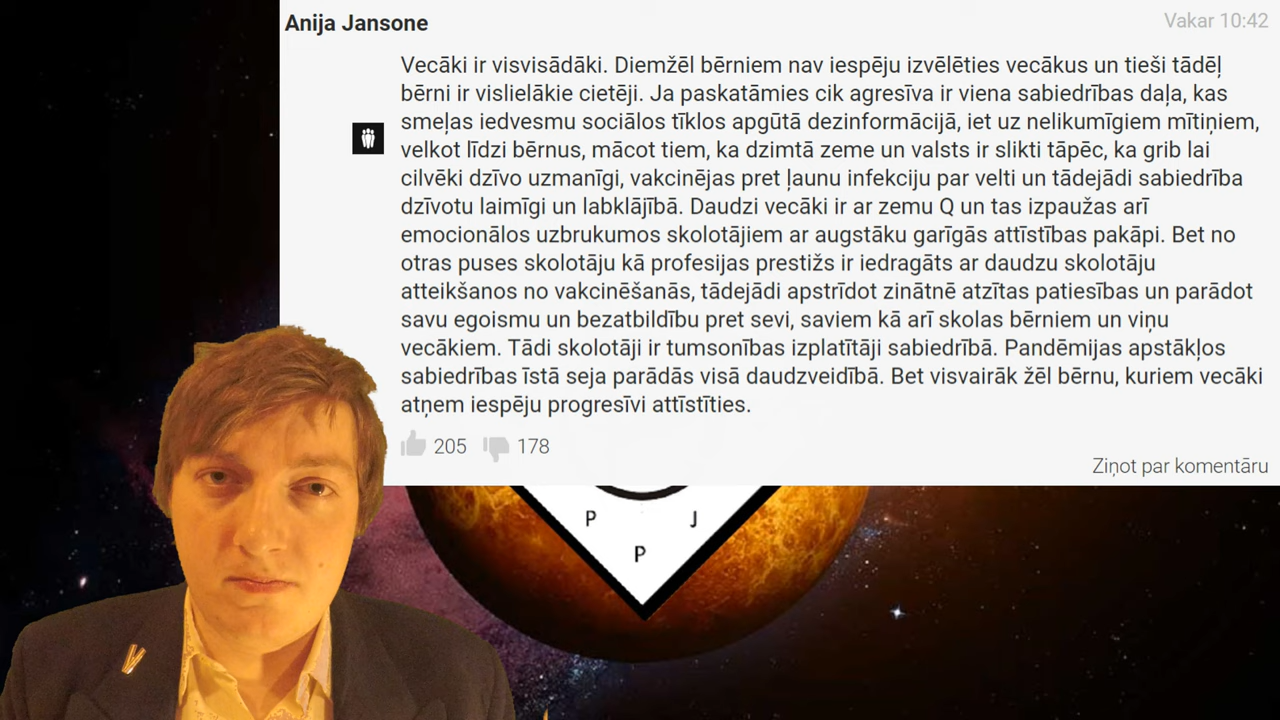 Anija Jansone
Vakar 10:42
Vecāki ir visvisādāki. Diemžēl bērniem nav iespēju izvēlēties vecākus un tieši tādēļ
bērni ir vislielākie cietēji. Ja paskatāmies cik agresīva ir viena sabiedrības daļa, kas
smeļas iedvesmu sociālos tīklos apgūtā dezinformācijā, iet uz nelikumīgiem mītiņiem,
velkot līdzi bērnus, mācot tiem, ka dzimtā zeme un valsts ir slikti tāpēc, ka grib lai
cilvēki dzīvo uzmanīgi, vakcinējas pret ļaunu infekciju par velti un tādejādi sabiedrība
dzīvotu laimīgi un labklājībā. Daudzi vecāki ir ar zemu Q un tas izpaužas arī
emocionālos uzbrukumos skolotājiem ar augstāku garīgās attīstības pakāpi. Bet no
otras puses skolotāju kā profesijas prestižs ir iedragāts ar daudzu skolotāju
atteikšanos no vakcinēšanās, tādejādi apstrīdot zinātnē atzītas patiesības un parādot
savu egoismu un bezatbildību pret sevi, saviem kā arī skolas bērniem un viņu
vecākiem. Tādi skolotāji ir tumsonības izplatītāji sabiedrībā. Pandēmijas apstākļos
sabiedrības īstā seja parādās visā daudzveidībā. Bet visvairāk žēl bērnu, kuriem vecāki
atņem iespēju progresīvi attīstīties.
205 178
Ziņot par komentāru
P J
P